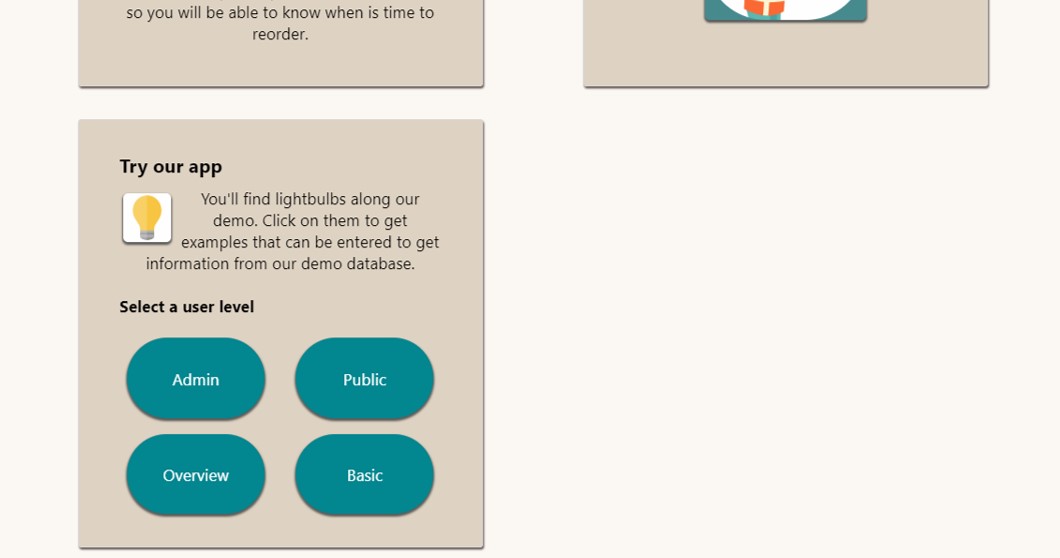 so you will be able to know when is time to
reorder.
Try our app
You'll find lightbulbs along our
demo. Click on them to get
examples that can be entered to get
information from our demo database.
Select a user level
Admin
Public
Overview
Basic